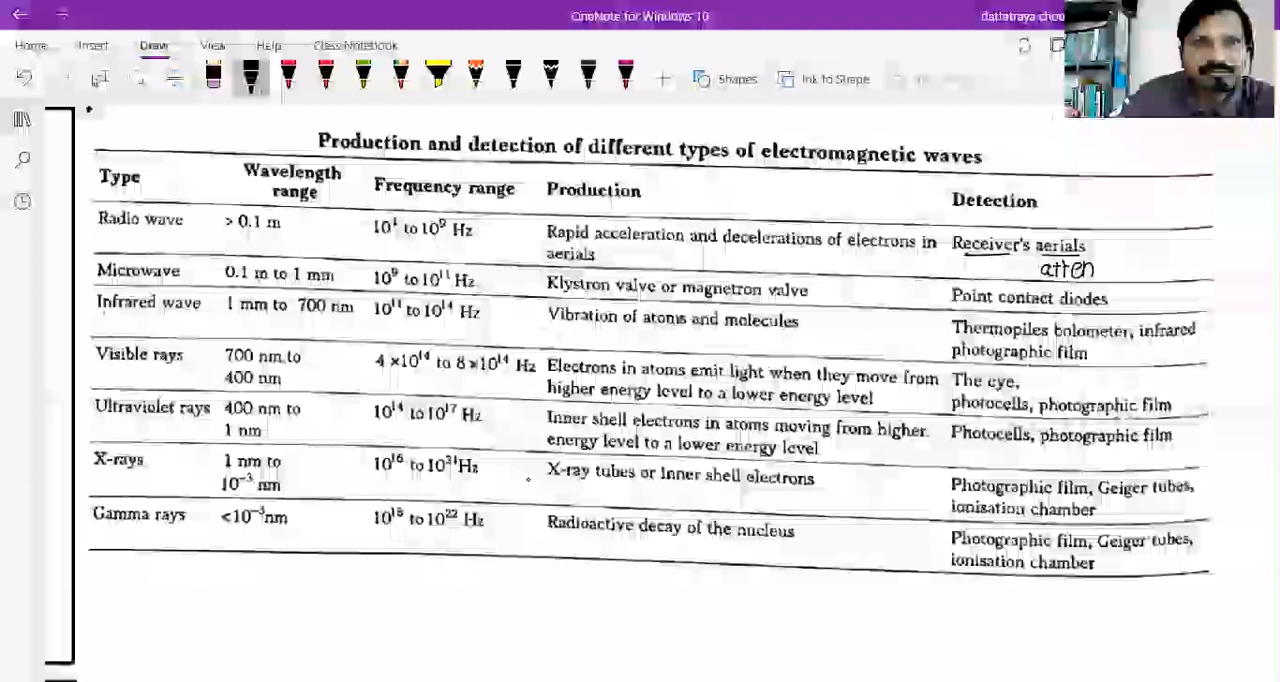 OneNote for Windows 10
dattatraya chou
Home Insert Draw View Help Class Notebook
Shapes Ink to Shape
Production and detection of different types of electromagnetic waves
Type Wavelength range Frequency range Production Detection
Radio wave > 0.1 m 10¹ to 10⁹ Hz Rapid acceleration and decelerations of electrons in aerials Receiver's aerials
atten
Microwave 0.1 m to 1 mm 10⁹ to 10¹¹ Hz Klystron valve or magnetron valve Point contact diodes
Infrared wave 1 mm to 700 nm 10¹¹ to 10¹⁴ Hz Vibration of atoms and molecules Thermopiles bolometer, infrared photographic film
Visible rays 700 nm to 400 nm 4 ×10¹⁴ to 8 ×10¹⁴ Hz Electrons in atoms emit light when they move from higher energy level to a lower energy level The eye, photocells, photographic film
Ultraviolet rays 400 nm to 1 nm 10¹⁴ to 10¹⁷ Hz Inner shell electrons in atoms moving from higher energy level to a lower energy level Photocells, photographic film
X-rays 1 nm to 10⁻³ nm 10¹⁶ to Hz X-ray tubes or inner shell electrons Photographic film, Geiger tubes, ionisation chamber
Gamma rays <10⁻³nm 10¹⁸ to 10²² Hz Radioactive decay of the nucleus Photographic film, Geiger tubes, ionisation chamber